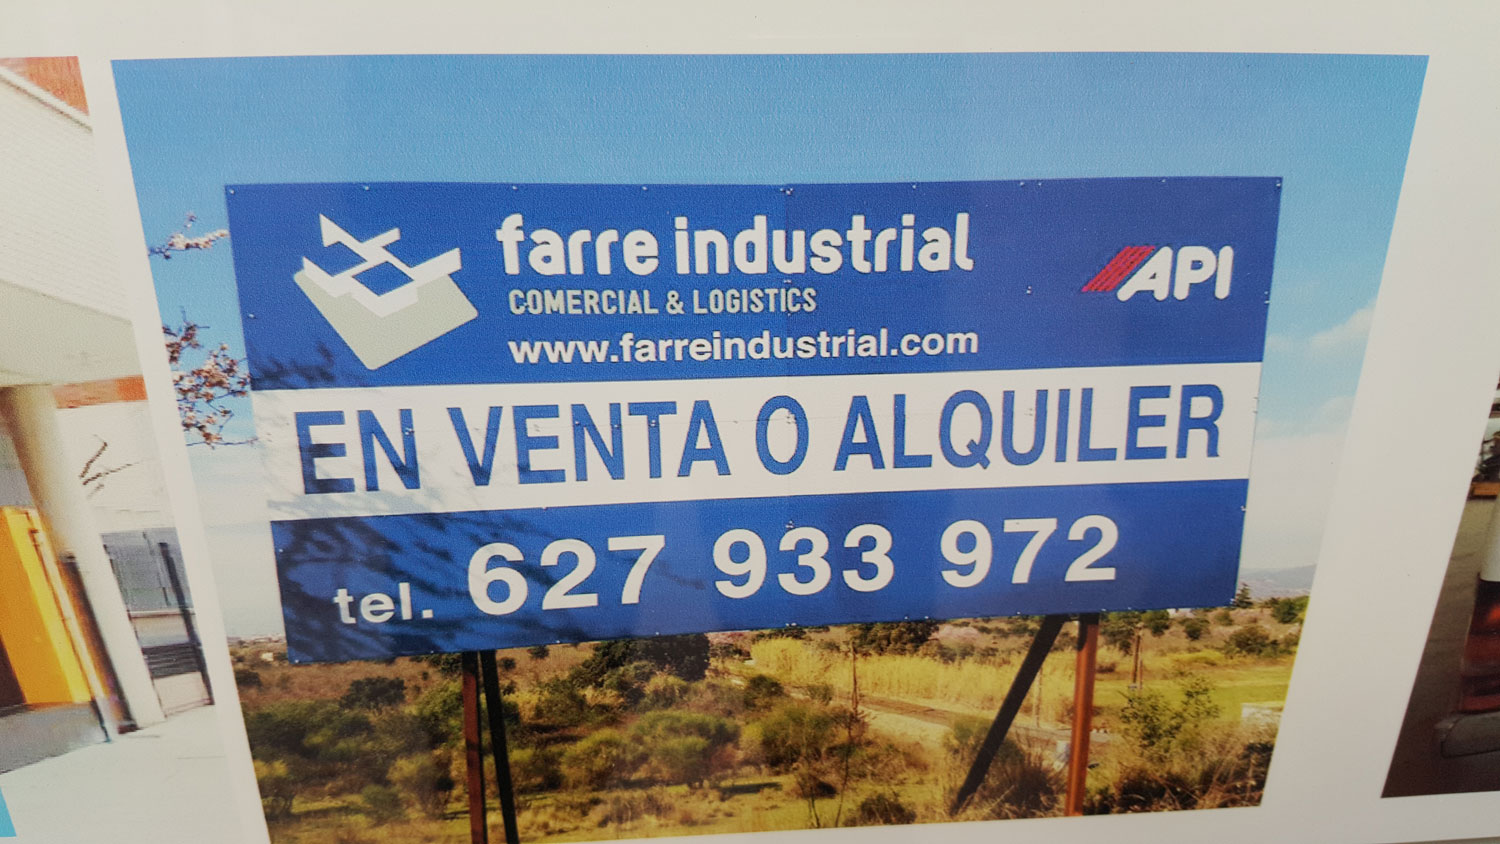 farre industrial
COMERCIAL & LOGISTICS
www.farreindustrial.com
API
EN VENTA O ALQUILER
tel. 627 933 972